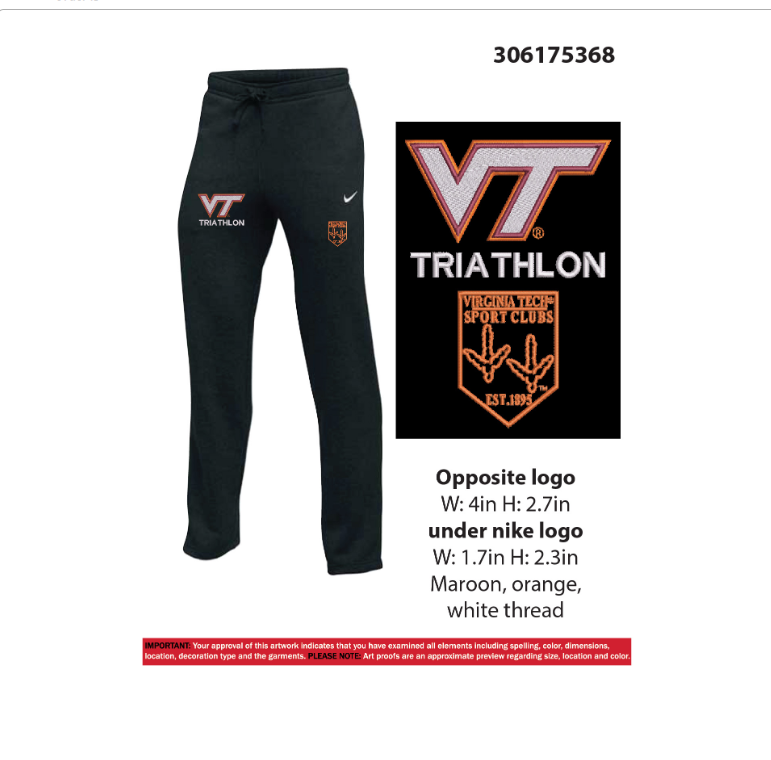 306175368
VT
TRIATHLON
VT®
TRIATHLON
VIRGINIA TECH®
SPORT CLUBS
™
EST.1895
Opposite logo
W: 4in H: 2.7in
under nike logo
W: 1.7in H: 2.3in
Maroon, orange,
white thread
IMPORTANT: Your approval of this artwork indicates that you have examined all elements including spelling, color, dimensions,
location, decoration type and the garments. PLEASE NOTE: Art proofs are an approximate preview regarding size, location and color.